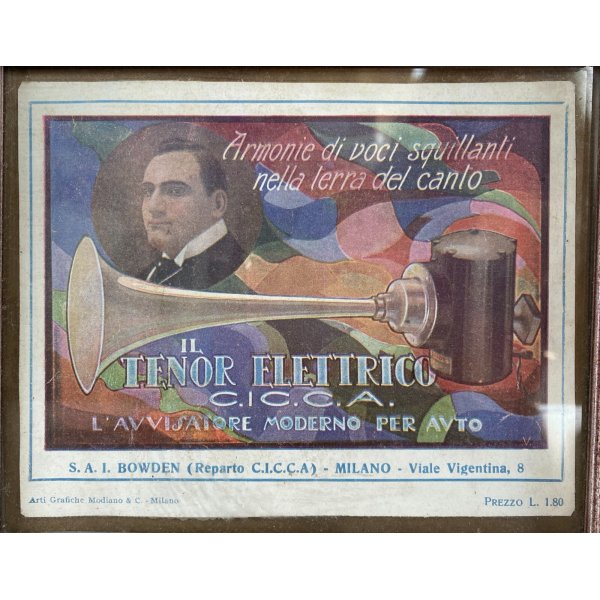 Armonie di voci squillanti
nella terra del canto
IL
TENOR ELETTRICO
C.I.C.C.A.
L'AVVISATORE MODERNO PER AVTO
S. A. I. BOWDEN (Reparto C.I.C.C.A) - MILANO - Viale Vigentina, 8
Arti Grafiche Modiano & C. - Milano
PREZZO L. 1.80